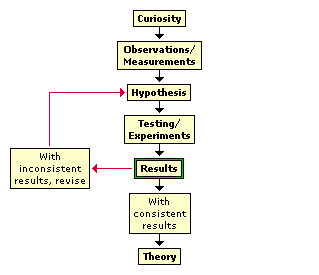 Curiosity
Observations/
Measurements
Hypothesis
Testing/
Experiments
Results
With
inconsistent
results, revise
With
consistent
results
Theory